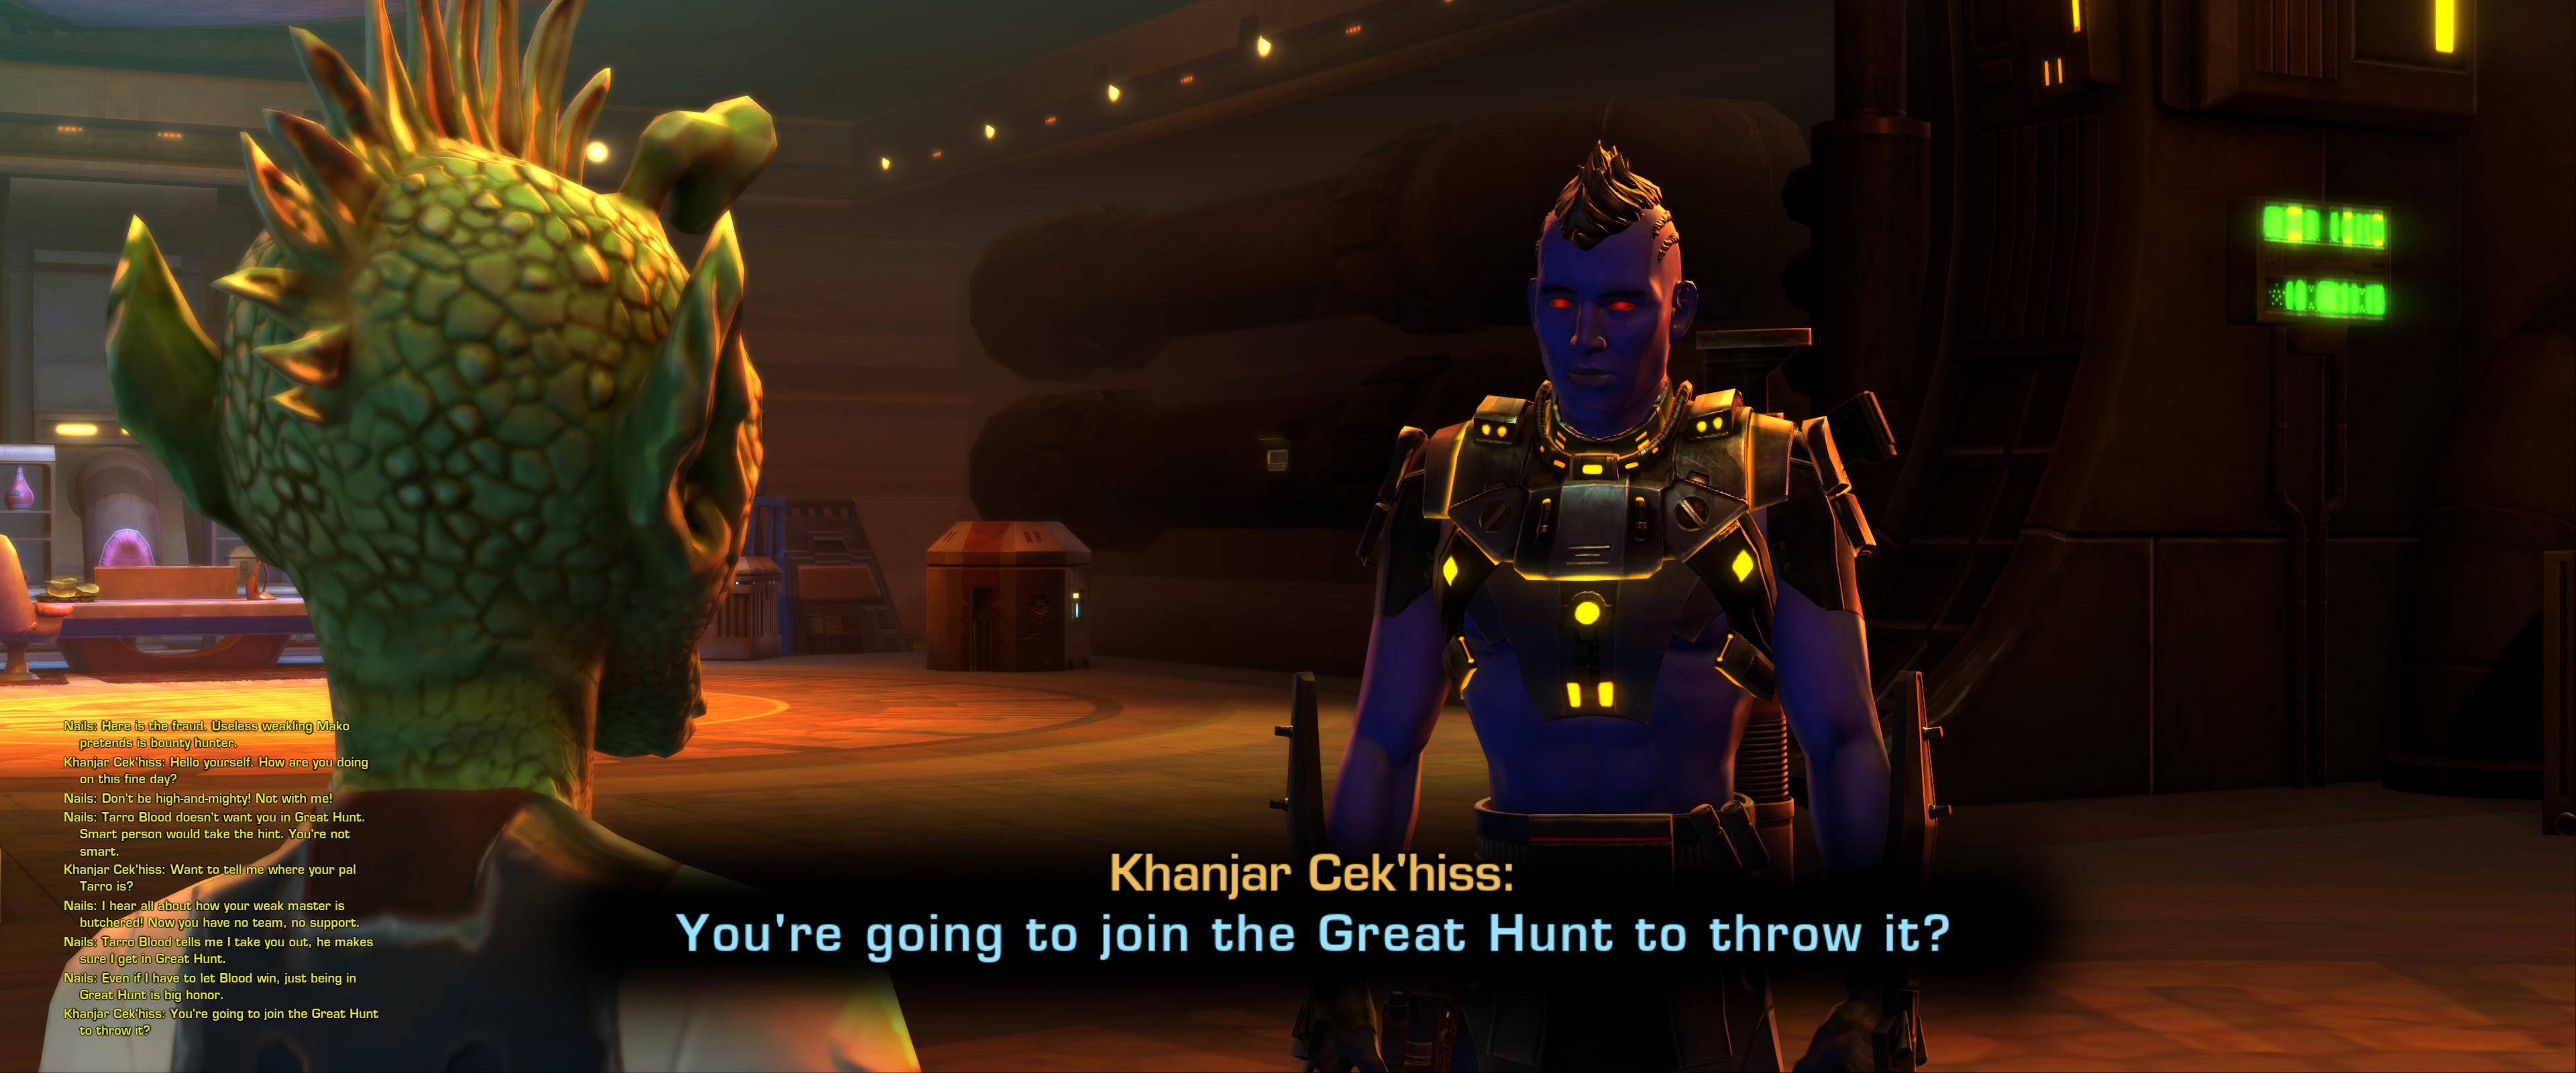 Nails: Here is the fraud. Useless weakling Mako
pretends is bounty hunter.
Khanjar Cek'hiss: Hello yourself. How are you doing
on this fine day?
Nails: Don't be high-and-mighty! Not with me!
Nails: Tarro Blood doesn't want you in Great Hunt.
Smart person would take the hint. You're not
smart.
Khanjar Cek'hiss: Want to tell me where your pal
Tarro is?
Nails: I hear all about how your weak master is
butchered! Now you have no team, no support.
Nails: Tarro Blood tells me I take you out, he makes
sure I get in Great Hunt.
Nails: Even if I have to let Blood win, just being in
Great Hunt is big honor.
Khanjar Cek'hiss: You're going to join the Great Hunt
to throw it?
Khanjar Cek'hiss:
You're going to join the Great Hunt to throw it?